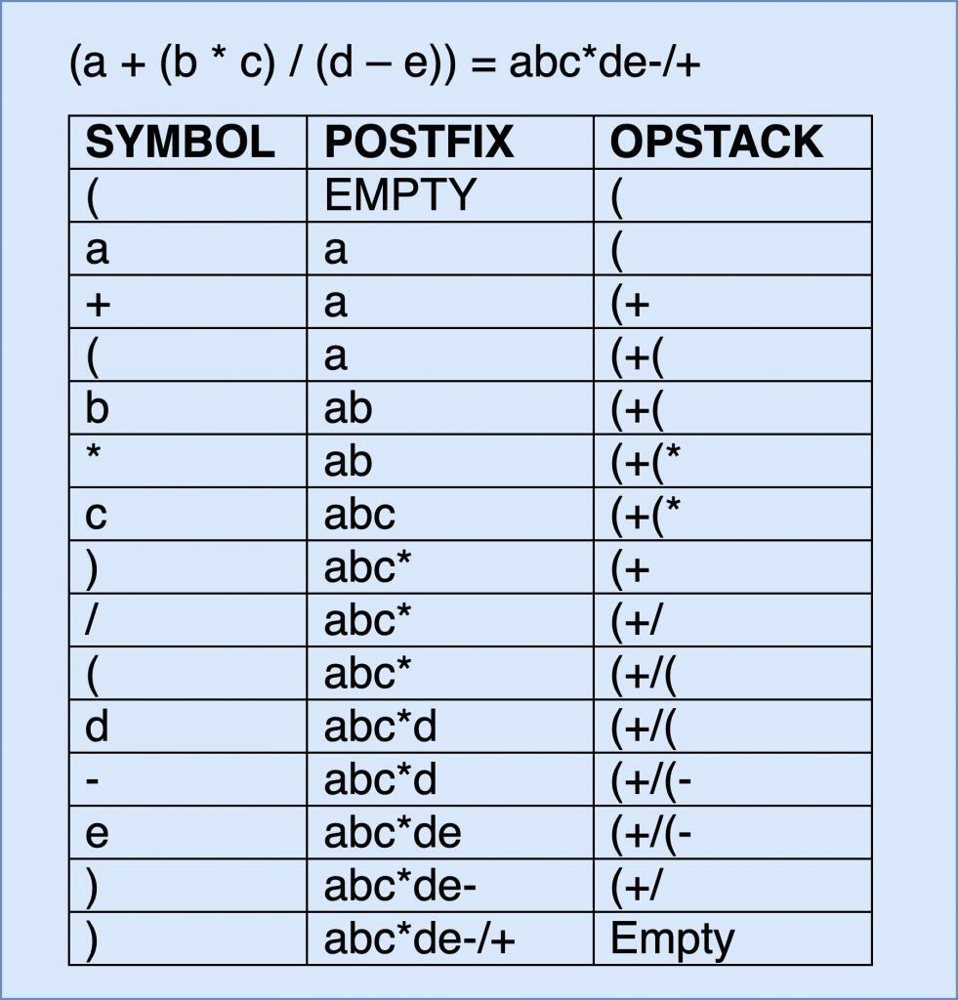 (a + (b * c) / (d – e)) = abc*de-/+
SYMBOL POSTFIX OPSTACK
( EMPTY (
a a (
+ a (+
( a (+(
b ab (+(
* ab (+(*
c abc (+(*
) abc* (+
/ abc* (+/
( abc* (+/(
d abc*d (+/(
- abc*d (+/(-
e abc*de (+/(-
) abc*de- (+/
) abc*de-/+ Empty